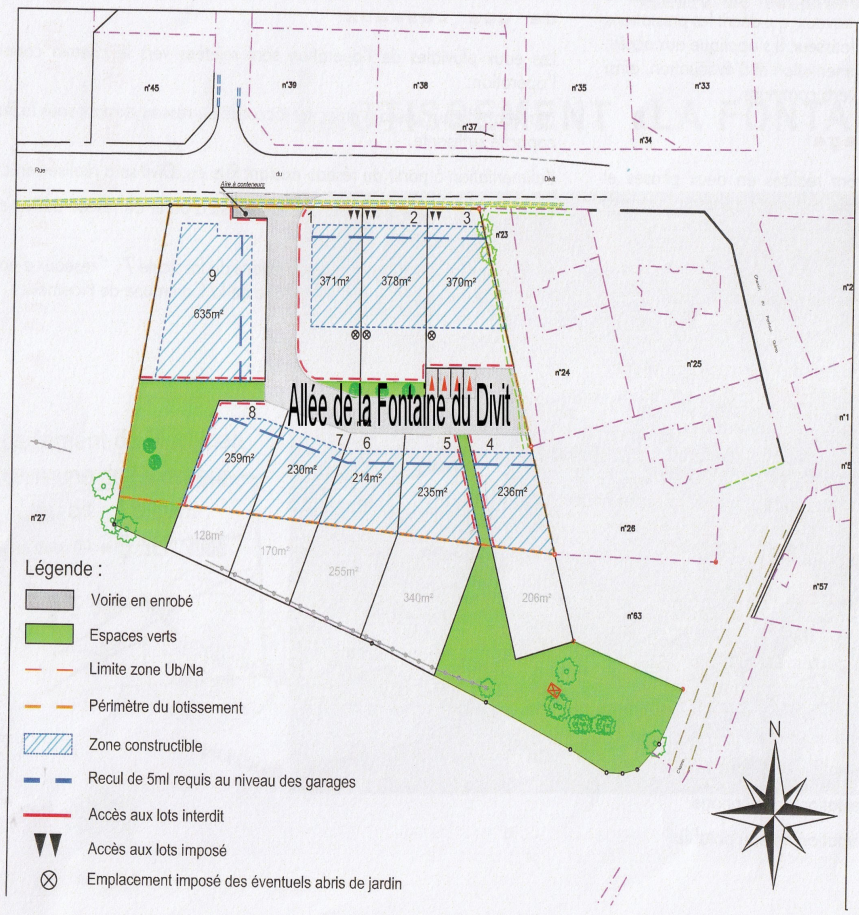 n°45
n°39
n°38
n°35
n°33
n°37
n°34
Rue du Divit
Aire à conteneurs
1
2
3
n°23
9
635m²
371m²
378m²
370m²
n°24
n°25
Allée de la Fontaine du Divit
8
7
6
5
4
259m²
230m²
214m²
235m²
236m²
n°27
n°26
128m²
170m²
255m²
340m²
206m²
n°63
n°57
Légende :
Voirie en enrobé
Espaces verts
Limite zone Ub/Na
Périmètre du lotissement
Zone constructible
Recul de 5ml requis au niveau des garages
Accès aux lots interdit
Accès aux lots imposé
Emplacement imposé des éventuels abris de jardin
N